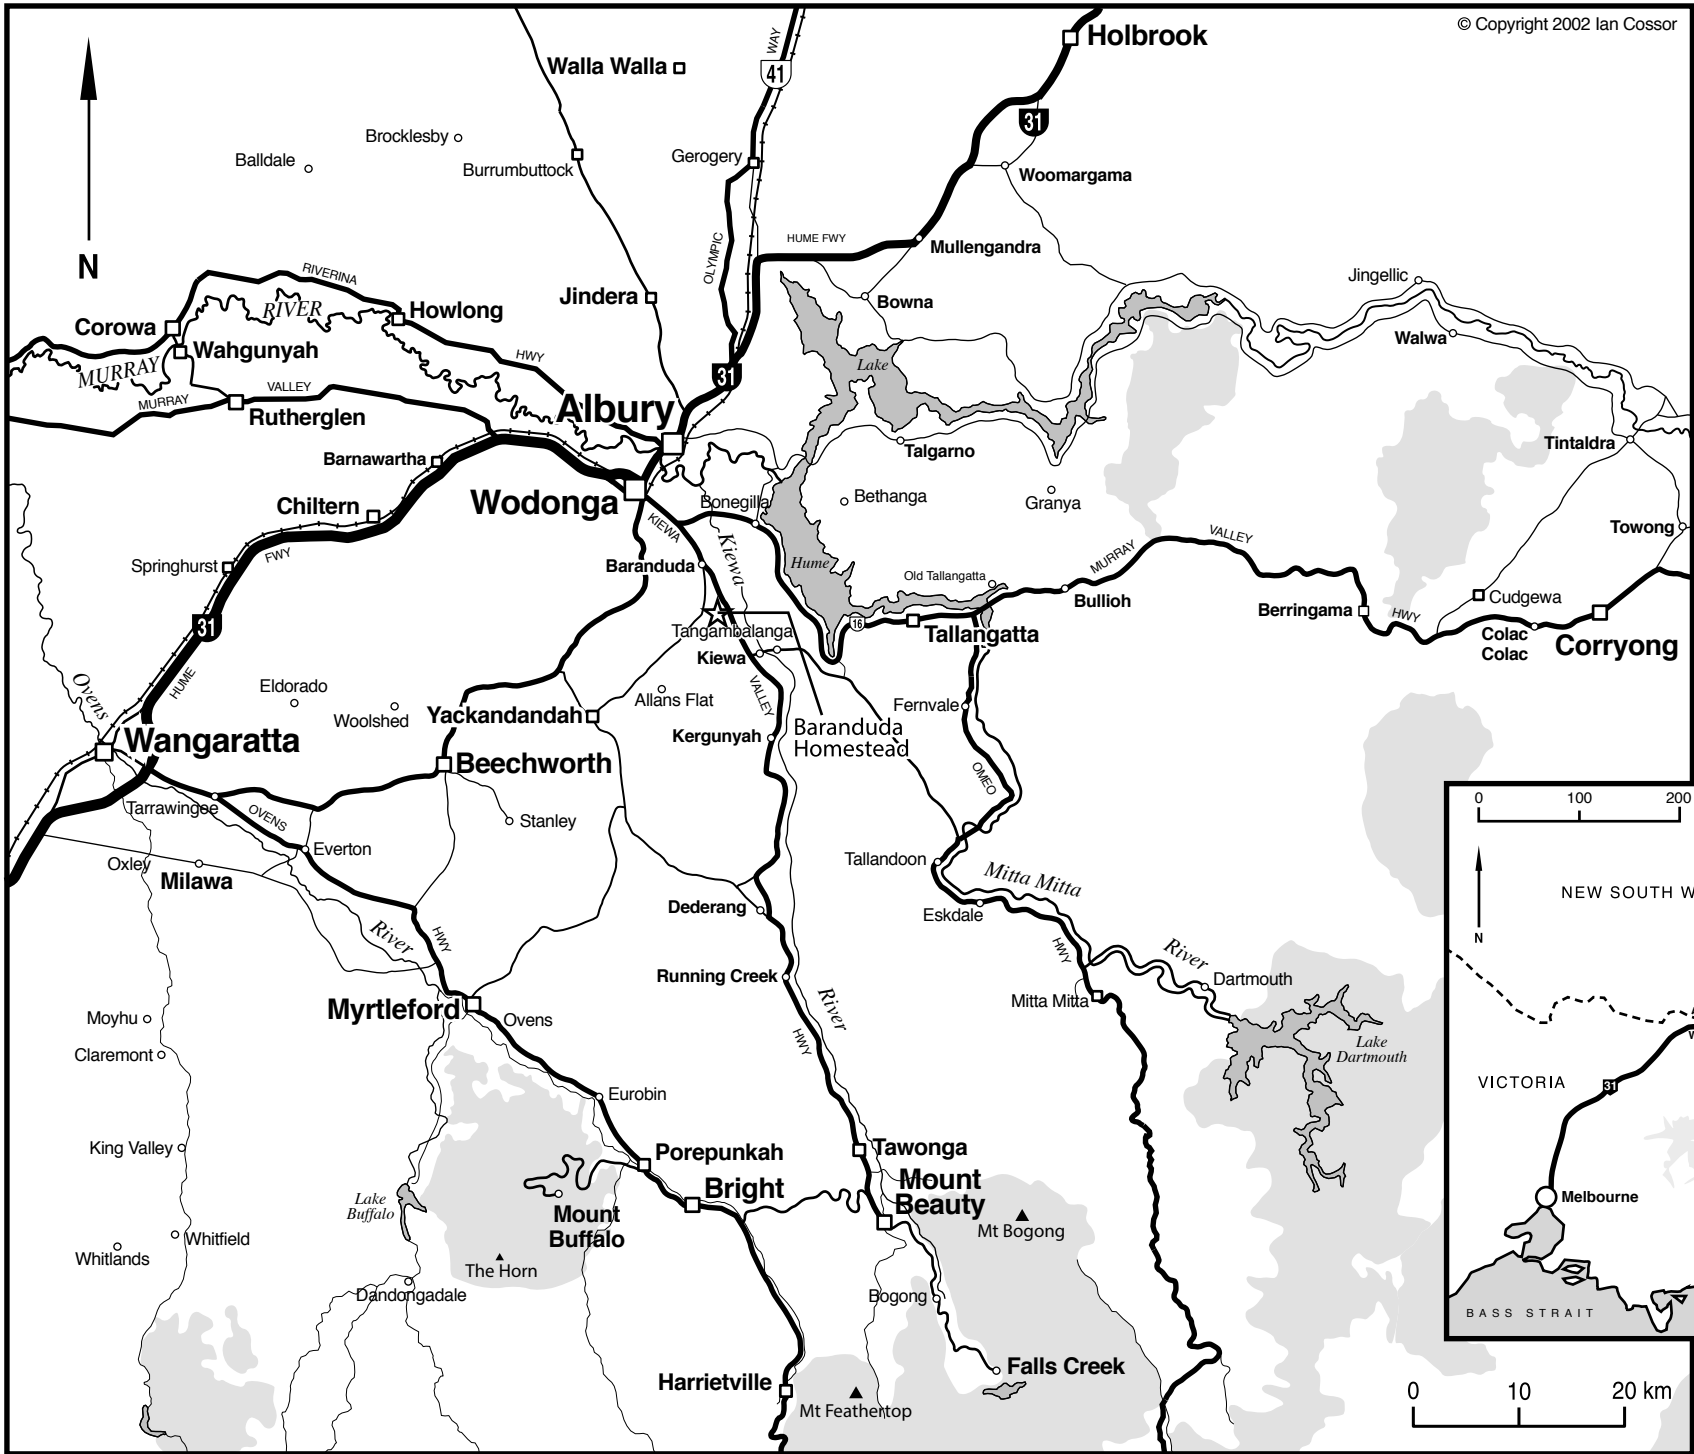 © Copyright 2002 Ian Cossor
Holbrook
WAY
41
Walla Walla
31
Brocklesby
Balldale
Burrumbuttock
Gerogery
Woomargama
N
OLYMPIC
HUME FWY
Mullengandra
RIVERINA
Jingellic
RIVER
Howlong
Jindera
Bowna
Corowa
Wahgunyah
MURRAY
HWY
Walwa
Lake
31
VALLEY
MURRAY
Rutherglen
Albury
Talgarno
Tintaldra
Barnawartha
Chiltern
Wodonga
Bonegilla
Bethanga
Granya
KIEWA
Kiewa
Towong
FWY
Springhurst
Baranduda
Hume
Old Tallangatta
MURRAY
VALLEY
Bullioh
Berringama
HWY
Cudgewa
Colac
Colac
Corryong
31
16
Tangambalanga
Tallangatta
Kiewa
HUME
Ovens
Eldorado
Woolshed
Allans Flat
VALLEY
Fernvale
Yackandandah
Kergunyah
Baranduda
Homestead
Wangaratta
Beechworth
OMEO
Tarrawingee
OVENS
Stanley
Everton
Oxley
Milawa
Tallandoon
Mitta Mitta
Eskdale
Dederang
River
HWY
HWY
River
Dartmouth
Running Creek
River
Mitta Mitta
Myrtleford
Ovens
Moyhu
Claremont
HWY
Lake
Dartmouth
Eurobin
King Valley
Porepunkah
Tawonga
Mount
Beauty
Bright
Lake
Buffalo
Mount
Buffalo
Mt Bogong
Whitfield
Whitlands
The Horn
Dandongadale
Bogong
Falls Creek
Harrietville
Mt Feathertop
0 100 200
N
NEW SOUTH W
VICTORIA
31
Melbourne
BASS STRAIT
0 10 20 km